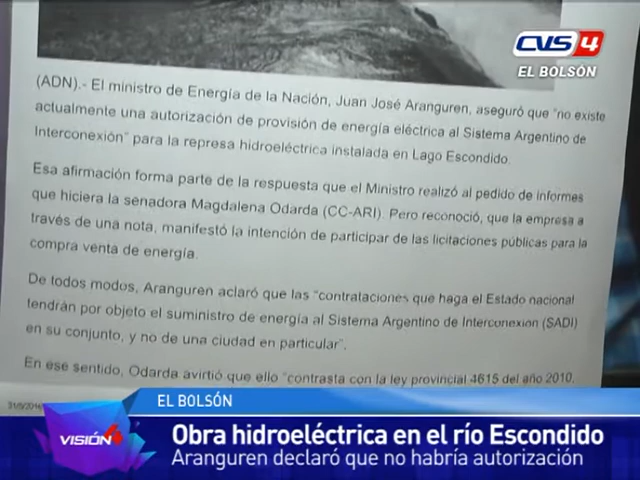 CVS4
EL BOLSÓN
(ADN).- El ministro de Energía de la Nación, Juan José Aranguren, aseguró que "no existe
actualmente una autorización de provisión de energía eléctrica al Sistema Argentino de
Interconexión" para la represa hidroeléctrica instalada en Lago Escondido.
Esa afirmación forma parte de la respuesta que el Ministro realizó al pedido de informes
que hiciera la senadora Magdalena Odarda (CC-ARI). Pero reconoció, que la empresa a
través de una nota, manifestó la intención de participar de las licitaciones públicas para la
compra venta de energía.
De todos modos, Aranguren aclaró que las "contrataciones que haga el Estado nacional
tendrán por objeto el suministro de energía al Sistema Argentino de Interconexión (SADI)
en su conjunto, y no de una ciudad en particular".
En ese sentido, Odarda avirtió que ello "contrasta con la ley provincial 4615 del año 2010,
EL BOLSÓN
VISIÓN4
Obra hidroeléctrica en el río Escondido
Aranguren declaró que no habría autorización